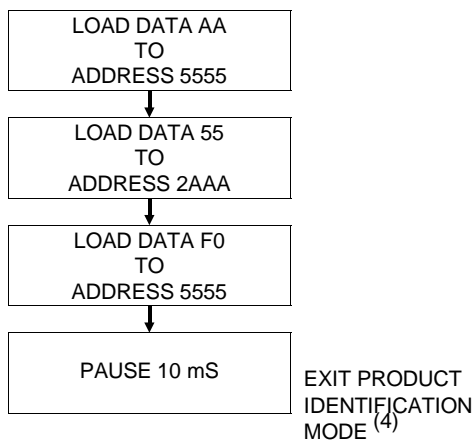 LOAD DATA AA
TO
ADDRESS 5555
LOAD DATA 55
TO
ADDRESS 2AAA
LOAD DATA F0
TO
ADDRESS 5555
PAUSE 10 mS
EXIT PRODUCT
IDENTIFICATION
MODE (4)